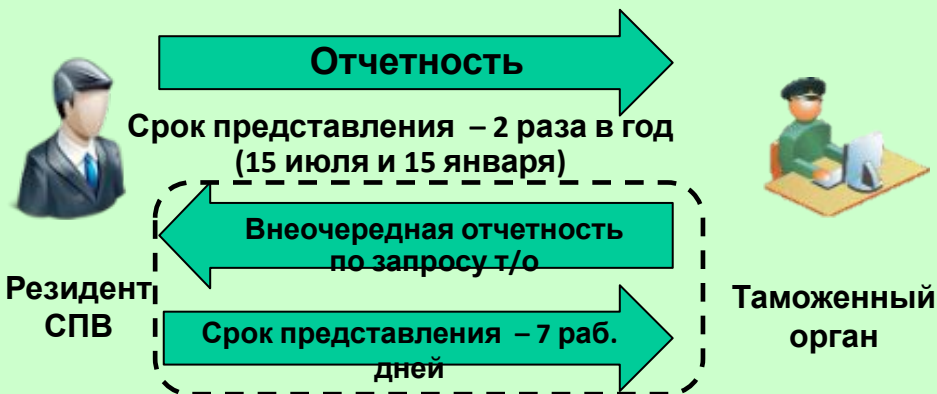 Отчетность
Срок представления – 2 раза в год
(15 июля и 15 января)
Внеочередная отчетность
по запросу т/о
Резидент
СПВ
Срок представления – 7 раб.
дней
Таможенный
орган